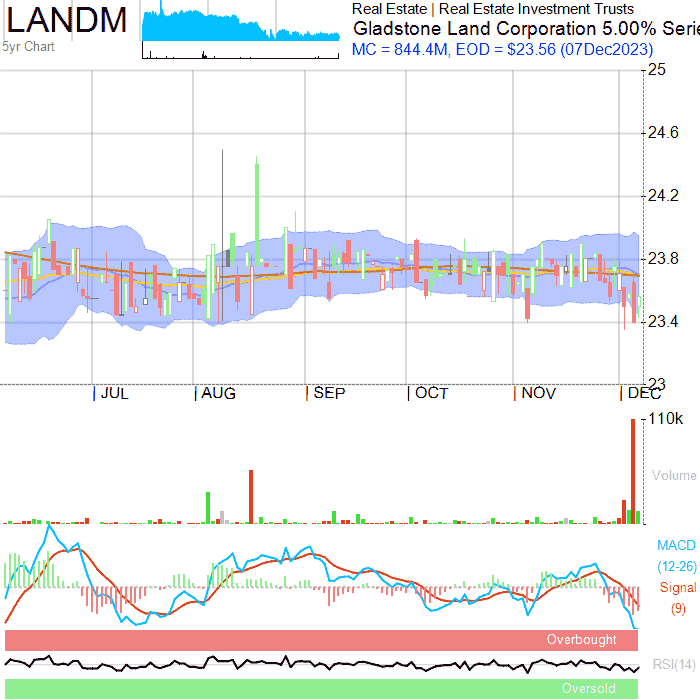 LANDM
5yr Chart
Real Estate | Real Estate Investment Trusts
Gladstone Land Corporation 5.00% Serie
MC = 844.4M, EOD = $23.56 (07Dec2023)
25
24.6
24.2
23.8
23.4
23
JUL AUG SEP OCT NOV DEC
110k
Volume
MACD
(12-26)
Signal
(9)
Overbought
RSI(14)
Oversold